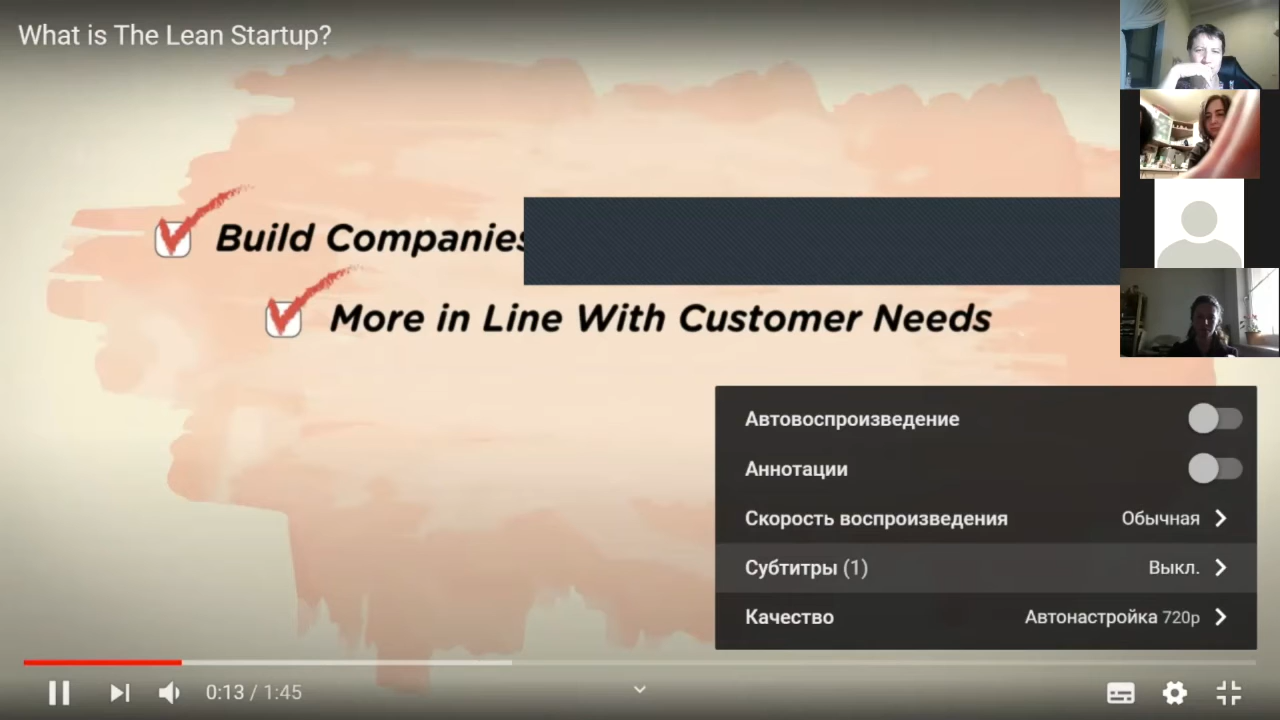 What is The Lean Startup?
Build Companies
More in Line With Customer Needs
Автовоспроизведение
Аннотации
Скорость воспроизведения Обычная
Субтитры (1) Выкл.
Качество Автонастройка 720p
0:13 / 1:45